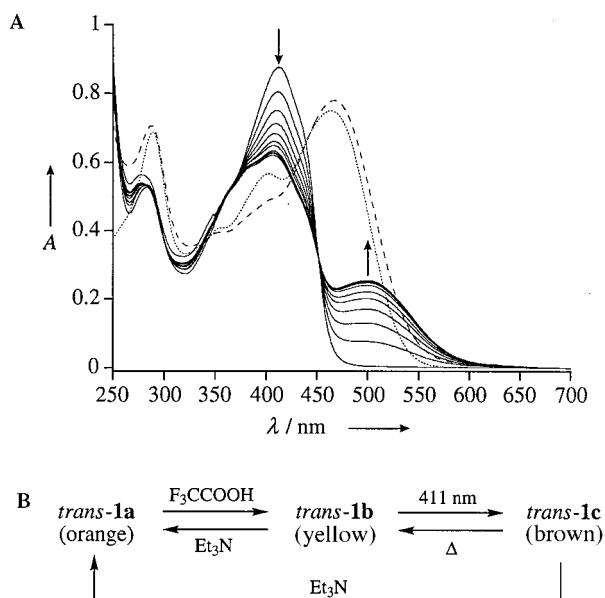 A
1
0.8
0.6
A
0.4
0.2
0
250 300 350 400 450 500 550 600 650 700
λ / nm
B
F₃CCOOH 411 nm
trans-1a trans-1b trans-1c
(orange) (yellow) (brown)
Et₃N Δ
Et₃N